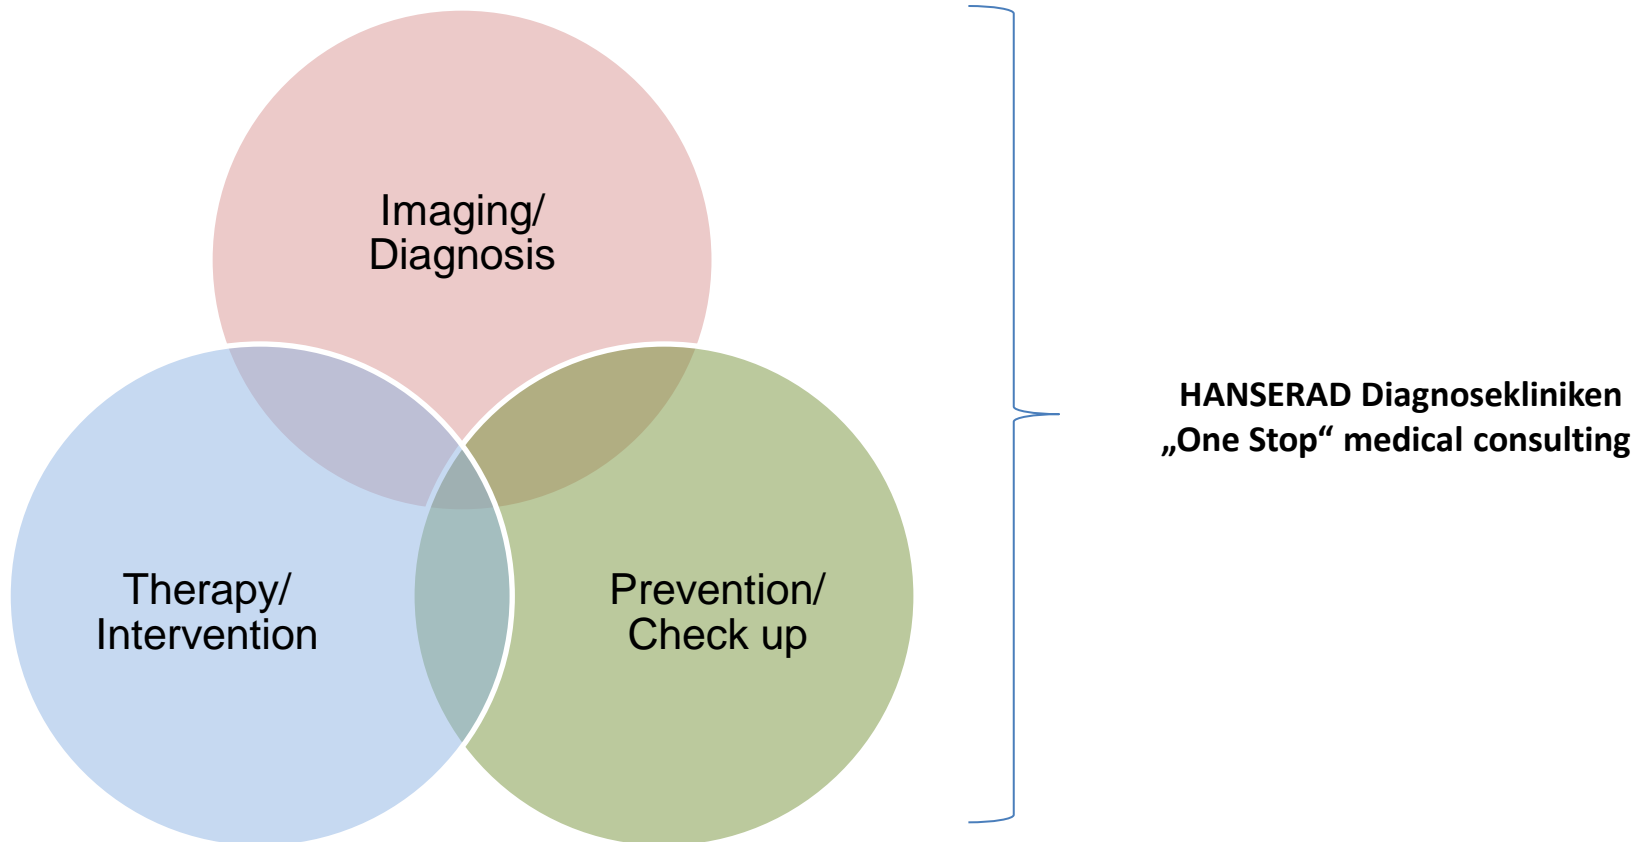 Imaging/
Diagnosis
Therapy/
Intervention
Prevention/
Check up
HANSERAD Diagnosekliniken
„One Stop“ medical consulting